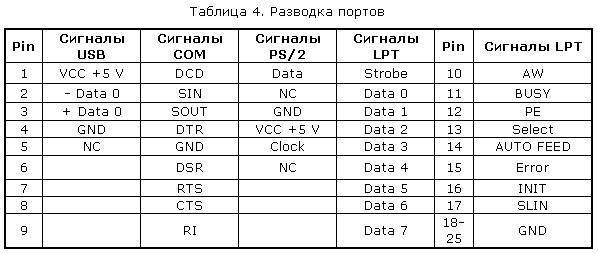 Таблица 4. Разводка портов
Pin Сигналы USB Сигналы COM Сигналы PS/2 Сигналы LPT Pin Сигналы LPT
1 VCC +5 V DCD Data Strobe 10 AW
2 - Data 0 SIN NC Data 0 11 BUSY
3 + Data 0 SOUT GND Data 1 12 PE
4 GND DTR VCC +5 V Data 2 13 Select
5 NC GND Clock Data 3 14 AUTO FEED
6 DSR NC Data 4 15 Error
7 RTS Data 5 16 INIT
8 CTS Data 6 17 SLIN
9 RI Data 7 18-25 GND